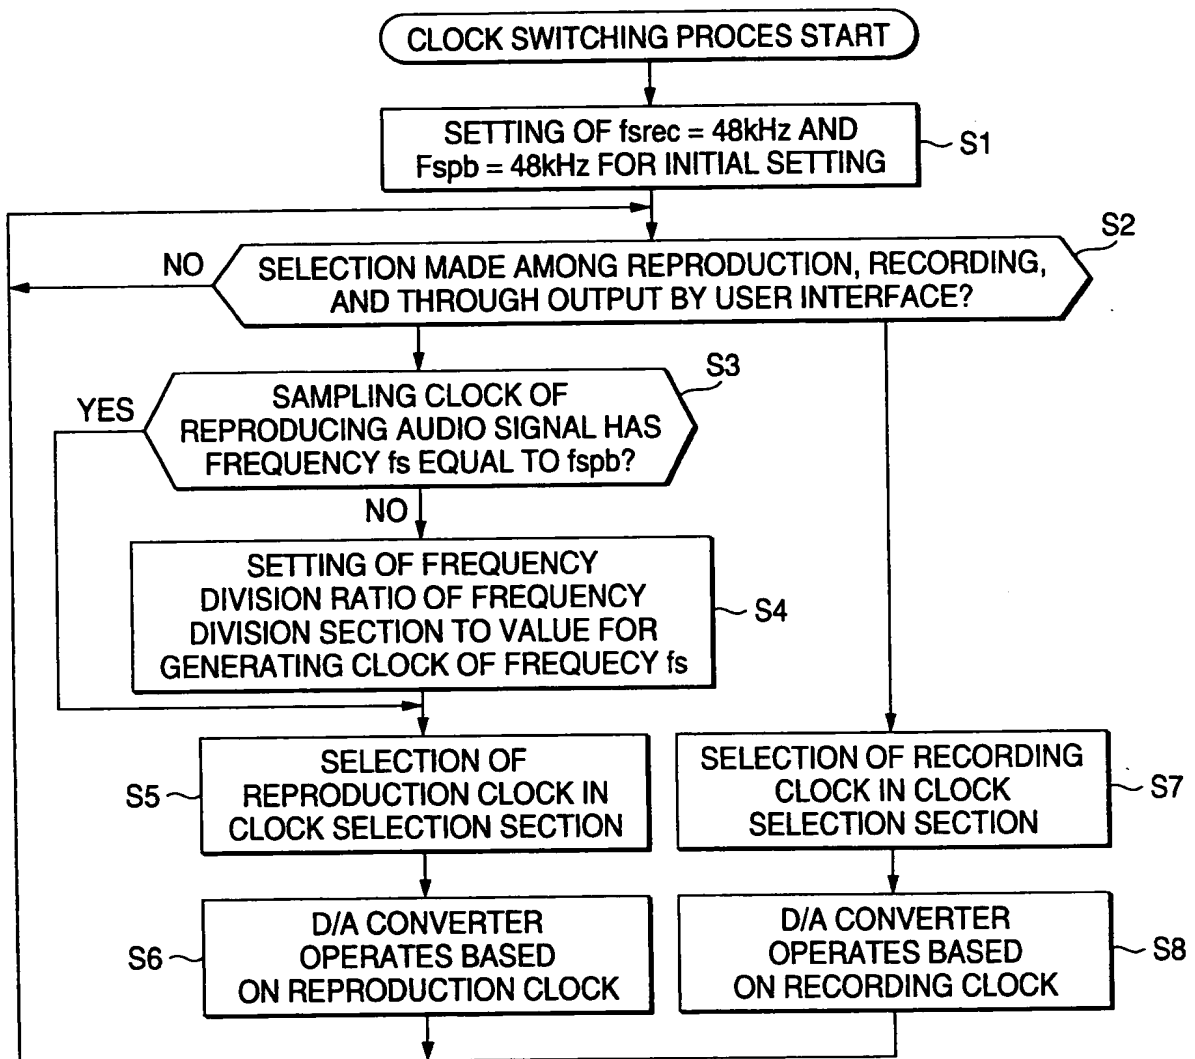 CLOCK SWITCHING PROCES START
SETTING OF fsrec = 48kHz AND
Fspb = 48kHz FOR INITIAL SETTING
S1
S2
NO
SELECTION MADE AMONG REPRODUCTION, RECORDING,
AND THROUGH OUTPUT BY USER INTERFACE?
S3
YES
SAMPLING CLOCK OF
REPRODUCING AUDIO SIGNAL HAS
FREQUENCY fs EQUAL TO fspb?
NO
SETTING OF FREQUENCY
DIVISION RATIO OF FREQUENCY
DIVISION SECTION TO VALUE FOR
GENERATING CLOCK OF FREQUECY fs
S4
S5
SELECTION OF
REPRODUCTION CLOCK IN
CLOCK SELECTION SECTION
SELECTION OF RECORDING
CLOCK IN CLOCK
SELECTION SECTION
S7
S6
D/A CONVERTER
OPERATES BASED
ON REPRODUCTION CLOCK
D/A CONVERTER
OPERATES BASED
ON RECORDING CLOCK
S8